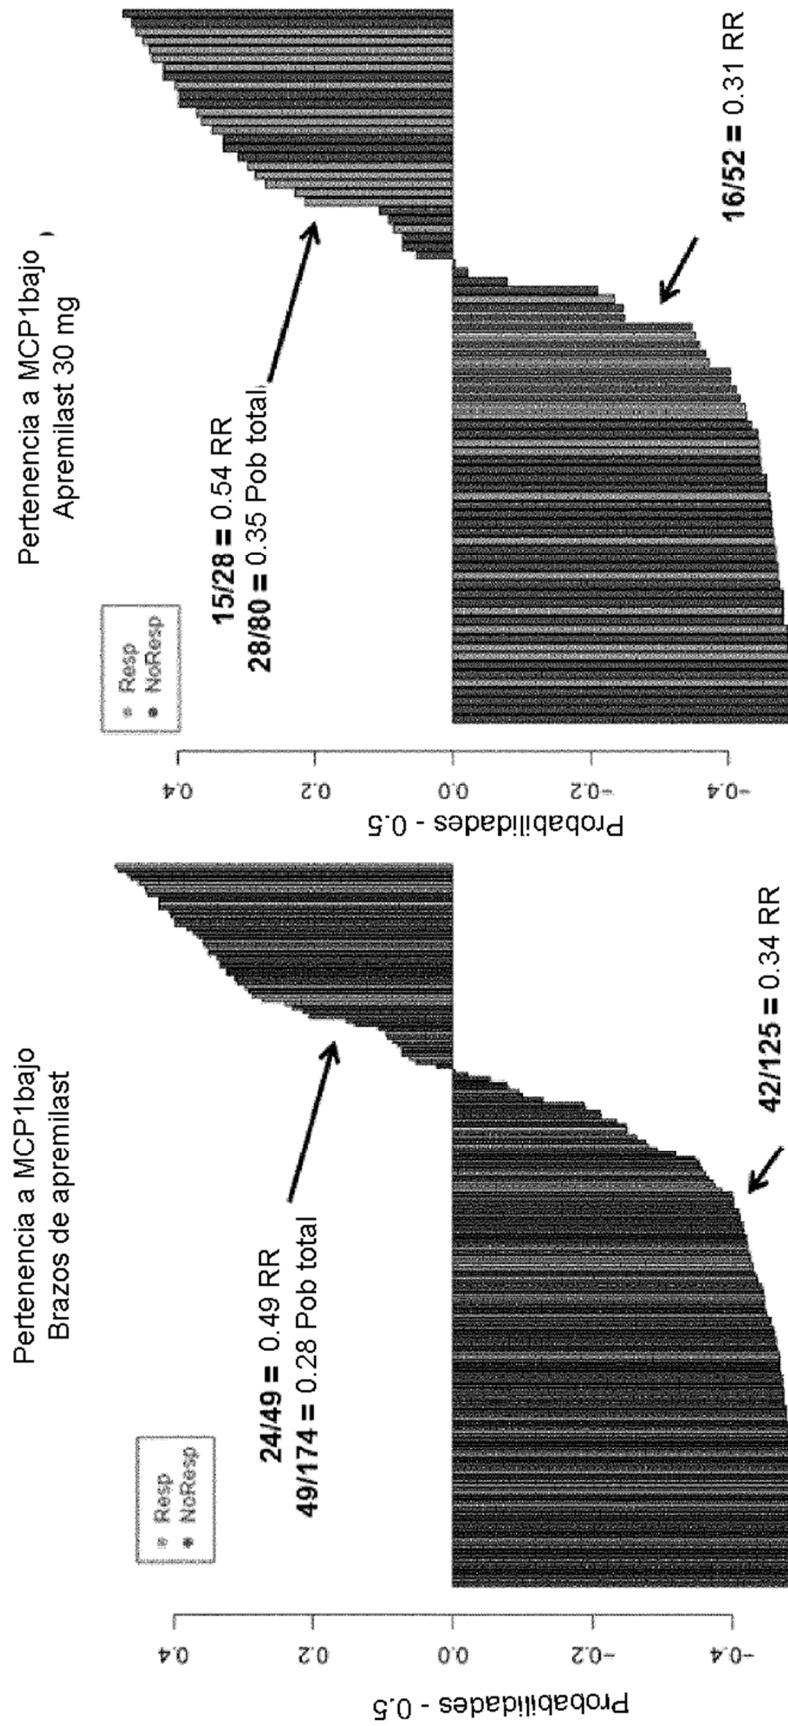 Pertenencia a MCP1bajo
Brazos de apremilast
Resp
NoResp
24/49 = 0.49 RR
49/174 = 0.28 Pob total
42/125 = 0.34 RR
0.4
0.2
0.0
-0.2
-0.4
Probabilidades - 0.5
Pertenencia a MCP1bajo
Apremilast 30 mg
Resp
NoResp
15/28 = 0.54 RR
28/80 = 0.35 Pob total
16/52 = 0.31 RR
0.4
0.2
0.0
-0.2
-0.4
Probabilidades - 0.5